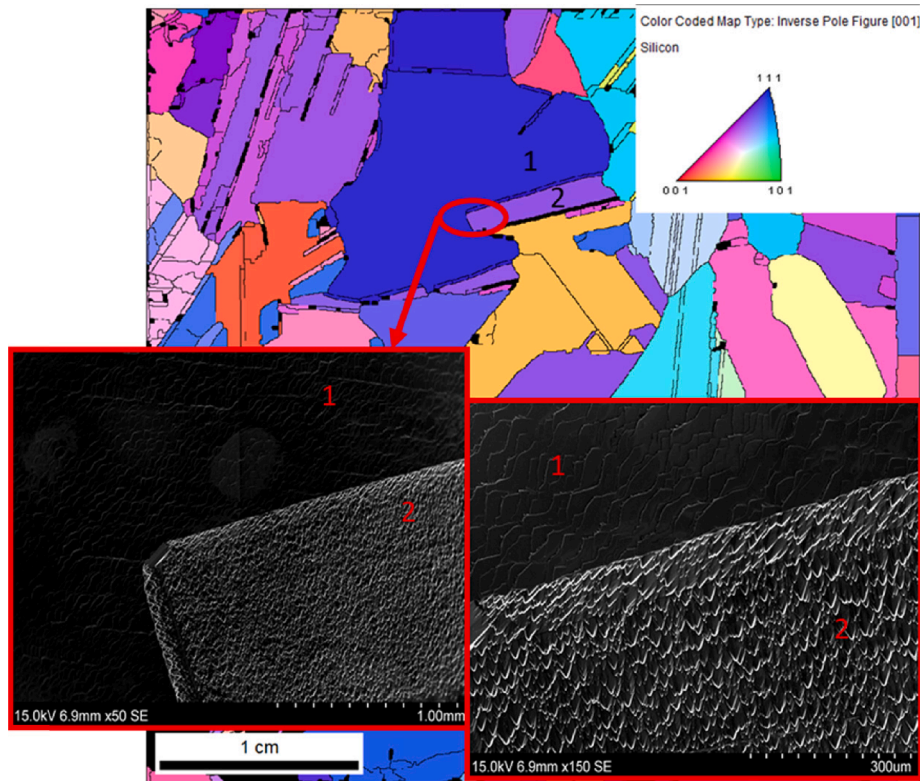 Color Coded Map Type: Inverse Pole Figure [001]
Silicon
1 1 1
0 0 1
1 0 1
1
2
1
2
15.0kV 6.9mm x50 SE
1.00mm
1
2
15.0kV 6.9mm x150 SE
300um
1 cm